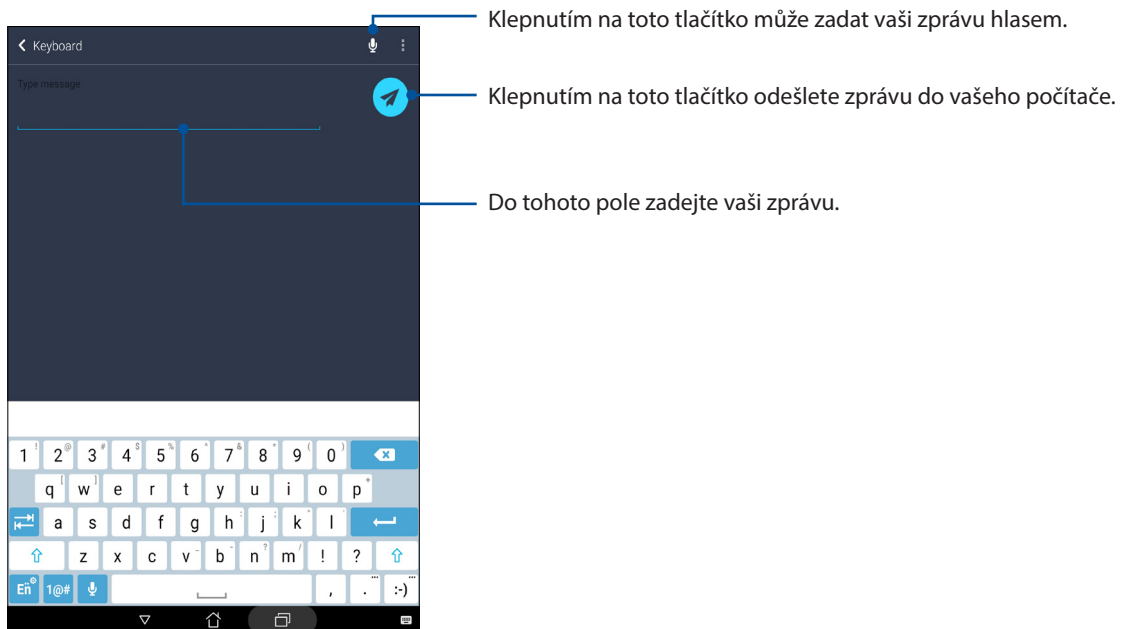 Klepnutím na toto tlačítko může zadat vaši zprávu hlasem.
Keyboard
Type message
Klepnutím na toto tlačítko odešlete zprávu do vašeho počítače.
Do tohoto pole zadejte vaši zprávu.
1 ! 2 @ 3 # 4 $ 5 % 6 ^ 7 & 8 * 9 ( 0 )
q [ w ] e r t y u i o p
a s d f g h j k l
z x c v b n ? m / ! ?
En 1@# , . :-)